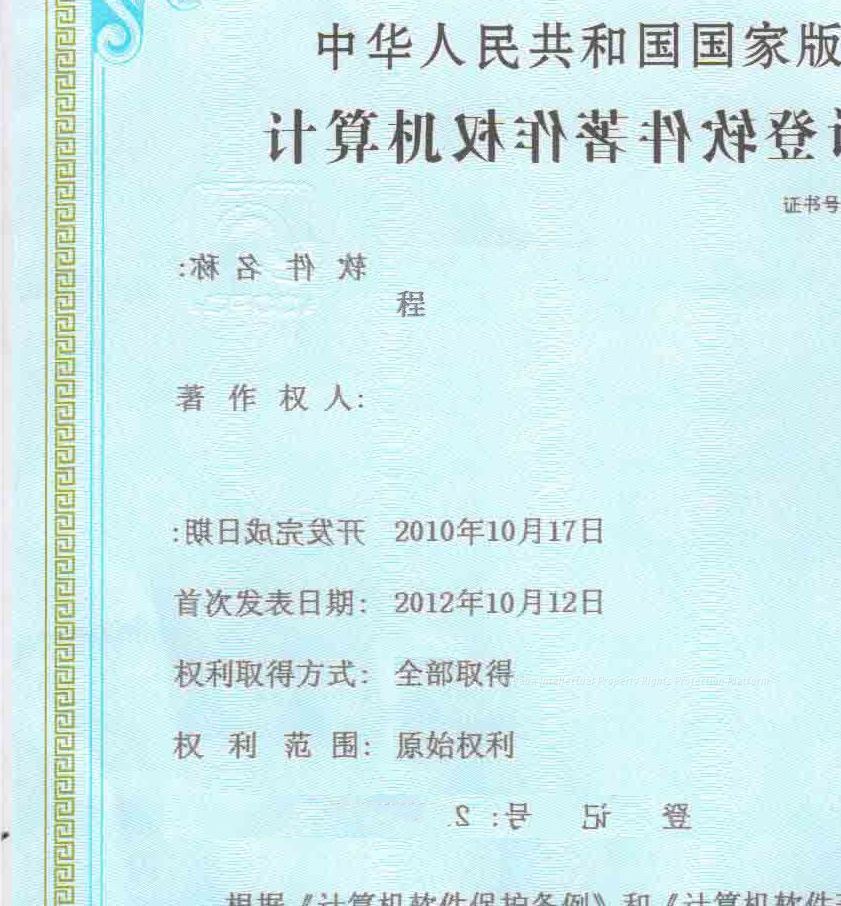 中华人民共和国国家版
计算机软件著作权登记
证书号
软件名称:
程
著作权人:
开发完成日期: 2010年10月17日
首次发表日期: 2012年10月12日
权利取得方式: 全部取得
Intellectual Property Rights Protection Platform
权利范围: 原始权利
登记号: 2
根据《计算机软件保护条例》和《计算机软件